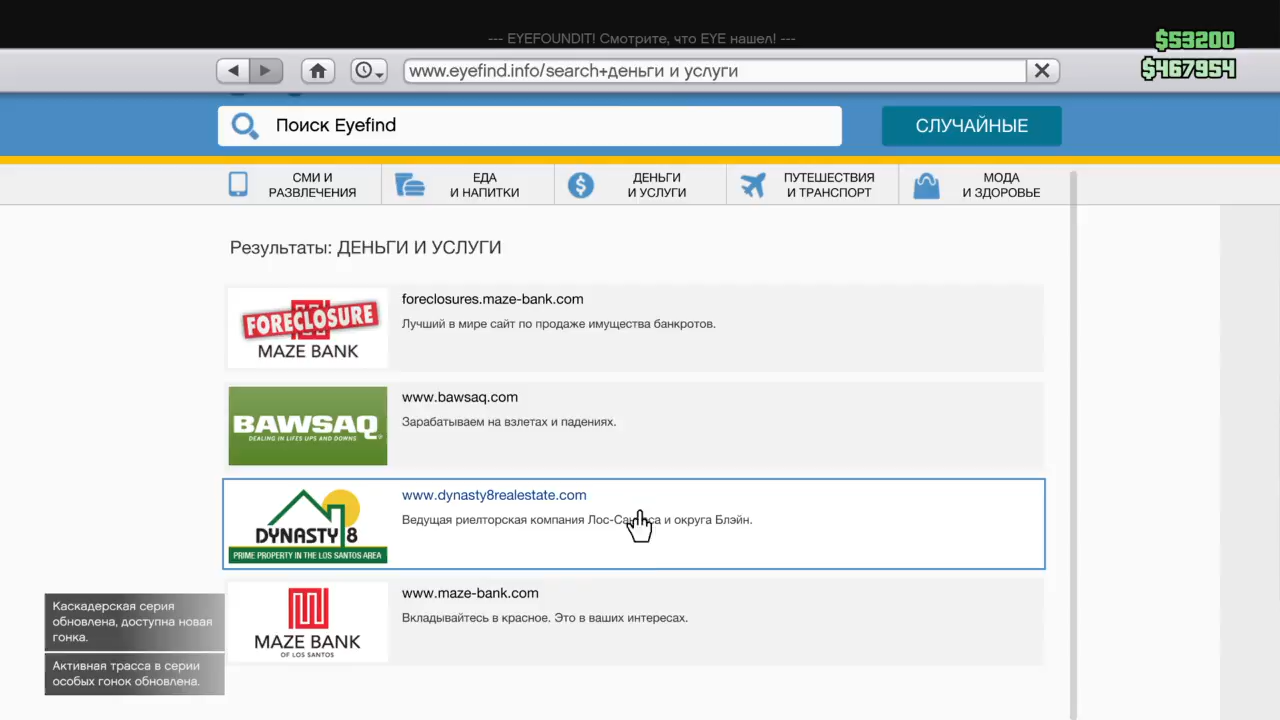 --- EYEFOUNDIT! Смотрите, что EYE нашел! ---
$53200
$467954
www.eyefind.info/search+деньги и услуги
Поиск Eyefind
СЛУЧАЙНЫЕ
СМИ И
РАЗВЛЕЧЕНИЯ
ЕДА
И НАПИТКИ
ДЕНЬГИ
И УСЛУГИ
ПУТЕШЕСТВИЯ
И ТРАНСПОРТ
МОДА
И ЗДОРОВЬЕ
Результаты: ДЕНЬГИ И УСЛУГИ
FORECLOSURE
MAZE BANK
foreclosures.maze-bank.com
Лучший в мире сайт по продаже имущества банкротов.
BAWSAQ
DEALING IN LIFES UPS AND DOWNS
www.bawsaq.com
Зарабатываем на взлетах и падениях.
DYNASTY 8
PRIME PROPERTY IN THE LOS SANTOS AREA
www.dynasty8realestate.com
Ведущая риелторская компания Лос-Сантоса и округа Блэйн.
MAZE BANK
OF LOS SANTOS
www.maze-bank.com
Вкладывайтесь в красное. Это в ваших интересах.
Каскадерская серия
обновлена, доступна новая
гонка.
Активная трасса в серии
особых гонок обновлена.